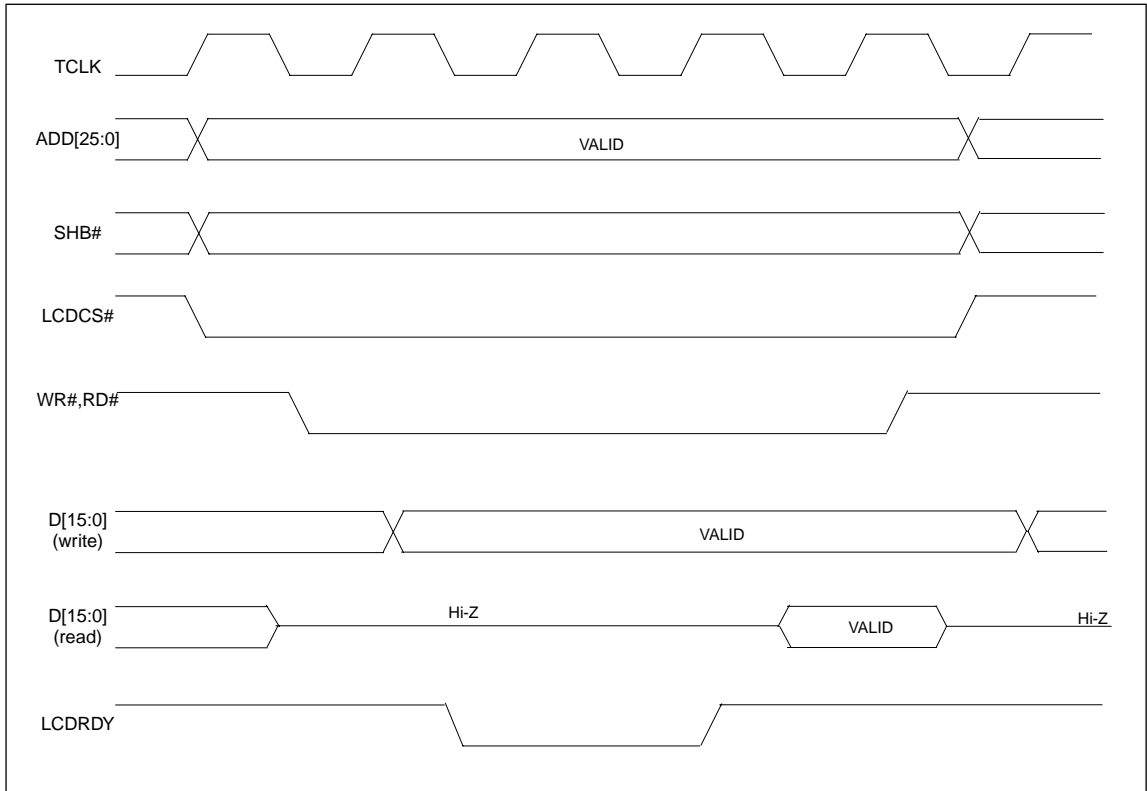 TCLK
ADD[25:0]
VALID
SHB#
LCDCS#
WR#,RD#
D[15:0]
(write)
VALID
D[15:0]
(read)
Hi-Z
VALID
Hi-Z
LCDRDY